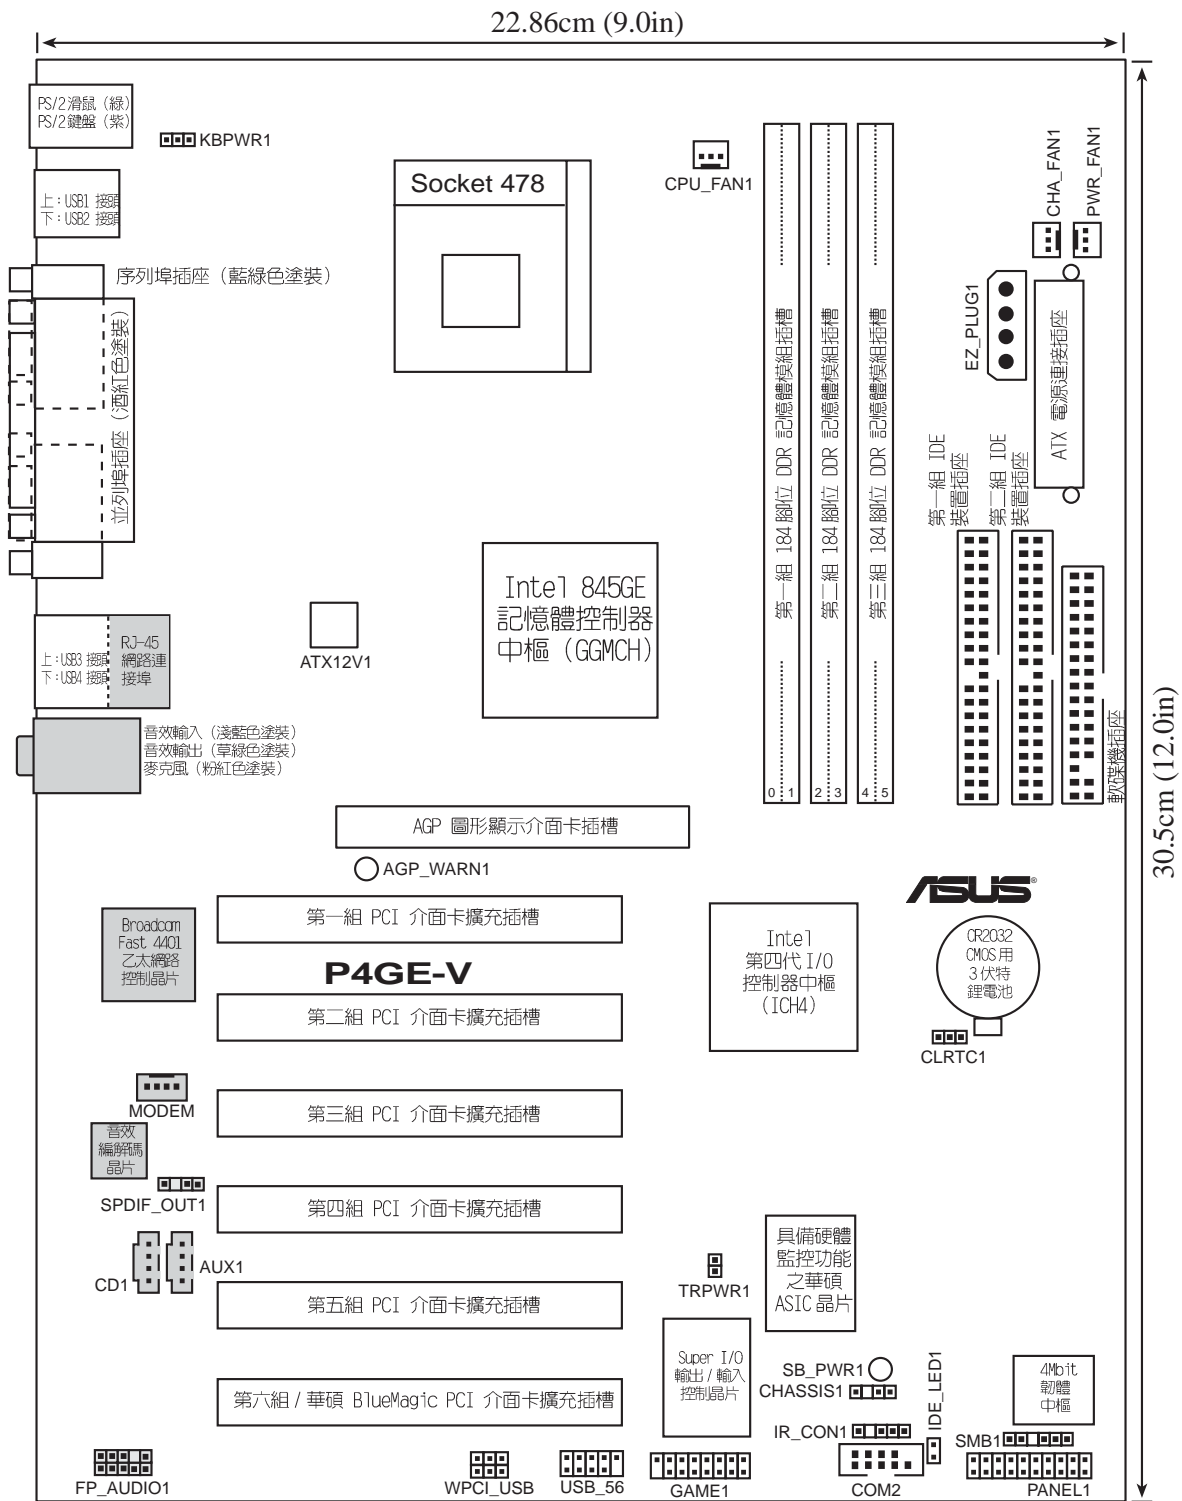 22.86cm (9.0in)
PS/2滑鼠（綠）
PS/2鍵盤（紫）
KBPWR1
Socket 478
CPU_FAN1
CHA_FAN1
PWR_FAN1
上：USB1 接頭
下：USB2 接頭
序列埠插座（藍綠色塗裝）
並列埠插座（酒紅色塗裝）
EZ_PLUG1
ATX 電源連接插座
第一組 184 腳位 DDR 記憶體模組插槽
第二組 184 腳位 DDR 記憶體模組插槽
第三組 184 腳位 DDR 記憶體模組插槽
第一組 IDE
裝置插座
第二組 IDE
裝置插座
Intel 845GE
記憶體控制器
中樞（GGMCH）
ATX12V1
上：USB3 接頭
下：USB4 接頭
RJ-45
網路連
接埠
音效輸入（淺藍色塗裝）
音效輸出（草綠色塗裝）
麥克風（粉紅色塗裝）
0 1
2 3
4 5
軟碟機插座
30.5cm (12.0in)
AGP 圖形顯示介面卡插槽
AGP_WARN1
ASUS®
第一組 PCI 介面卡擴充插槽
Broadcom
Fast 4401
乙太網路
控制晶片
P4GE-V
Intel
第四代 I/O
控制器中樞
(ICH4)
CR2032
CMOS 用
3 伏特
鋰電池
第二組 PCI 介面卡擴充插槽
CLRTC1
MODEM
第三組 PCI 介面卡擴充插槽
音效
編解碼
晶片
SPDIF_OUT1
第四組 PCI 介面卡擴充插槽
CD1
AUX1
具備硬體
監控功能
之華碩
ASIC 晶片
TRPWR1
第五組 PCI 介面卡擴充插槽
Super I/O
輸出 / 輸入
控制晶片
SB_PWR1
CHASSIS1
IDE_LED1
4Mbit
韌體
中樞
第六組 / 華碩 BlueMagic PCI 介面卡擴充插槽
IR_CON1
SMB1
FP_AUDIO1
WPCI_USB
USB_56
GAME1
COM2
PANEL1